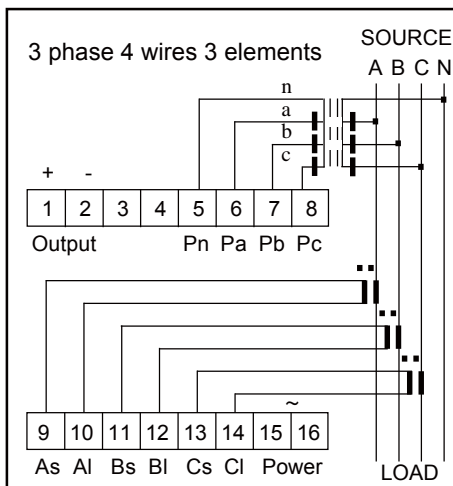 SOURCE
3 phase 4 wires 3 elements
A B C N
n
a
b
c
+ -
1 2 3 4 5 6 7 8
Output Pn Pa Pb Pc
~
9 10 11 12 13 14 15 16
As Al Bs Bl Cs Cl Power
LOAD